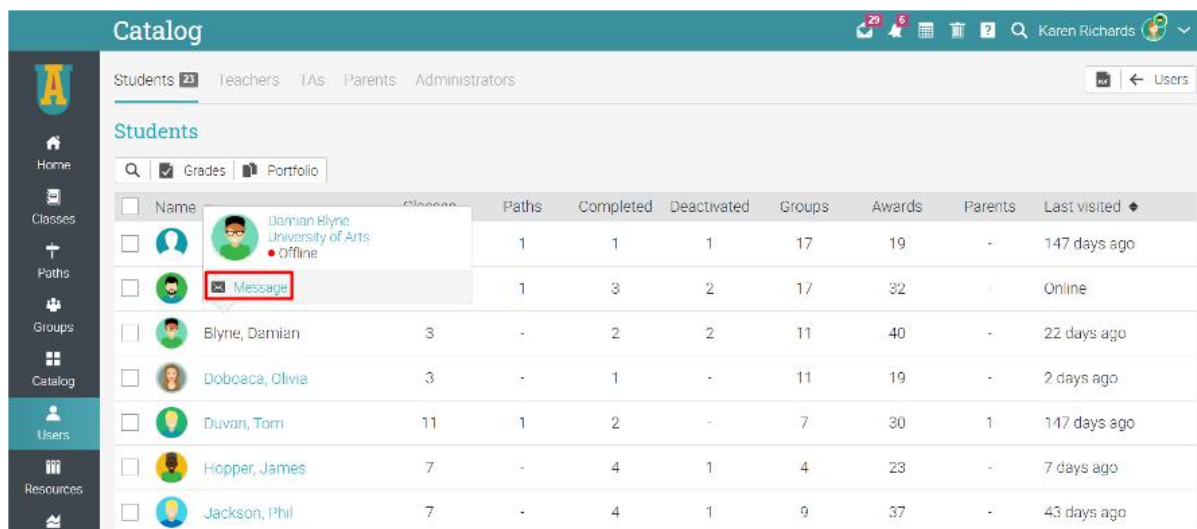 Catalog 29 6 Karen Richards
Students 23 Teachers TAs Parents Administrators Users
Home
Classes
Paths
Groups
Catalog
Users
Resources
Students
Grades Portfolio
Name Classes Paths Completed Deactivated Groups Awards Parents Last visited
1 1 1 17 19 - 147 days ago
1 3 2 17 32 - Online
Damian Blyne
University of Arts
Offline
Message
Blyne, Damian 3 - 2 2 11 40 - 22 days ago
Doboaca, Olivia 3 - 1 - 11 19 - 2 days ago
Duvan, Tom 11 1 2 - 7 30 1 147 days ago
Hopper, James 7 - 4 1 4 23 - 7 days ago
Jackson, Phil 7 - 4 1 9 37 - 43 days ago